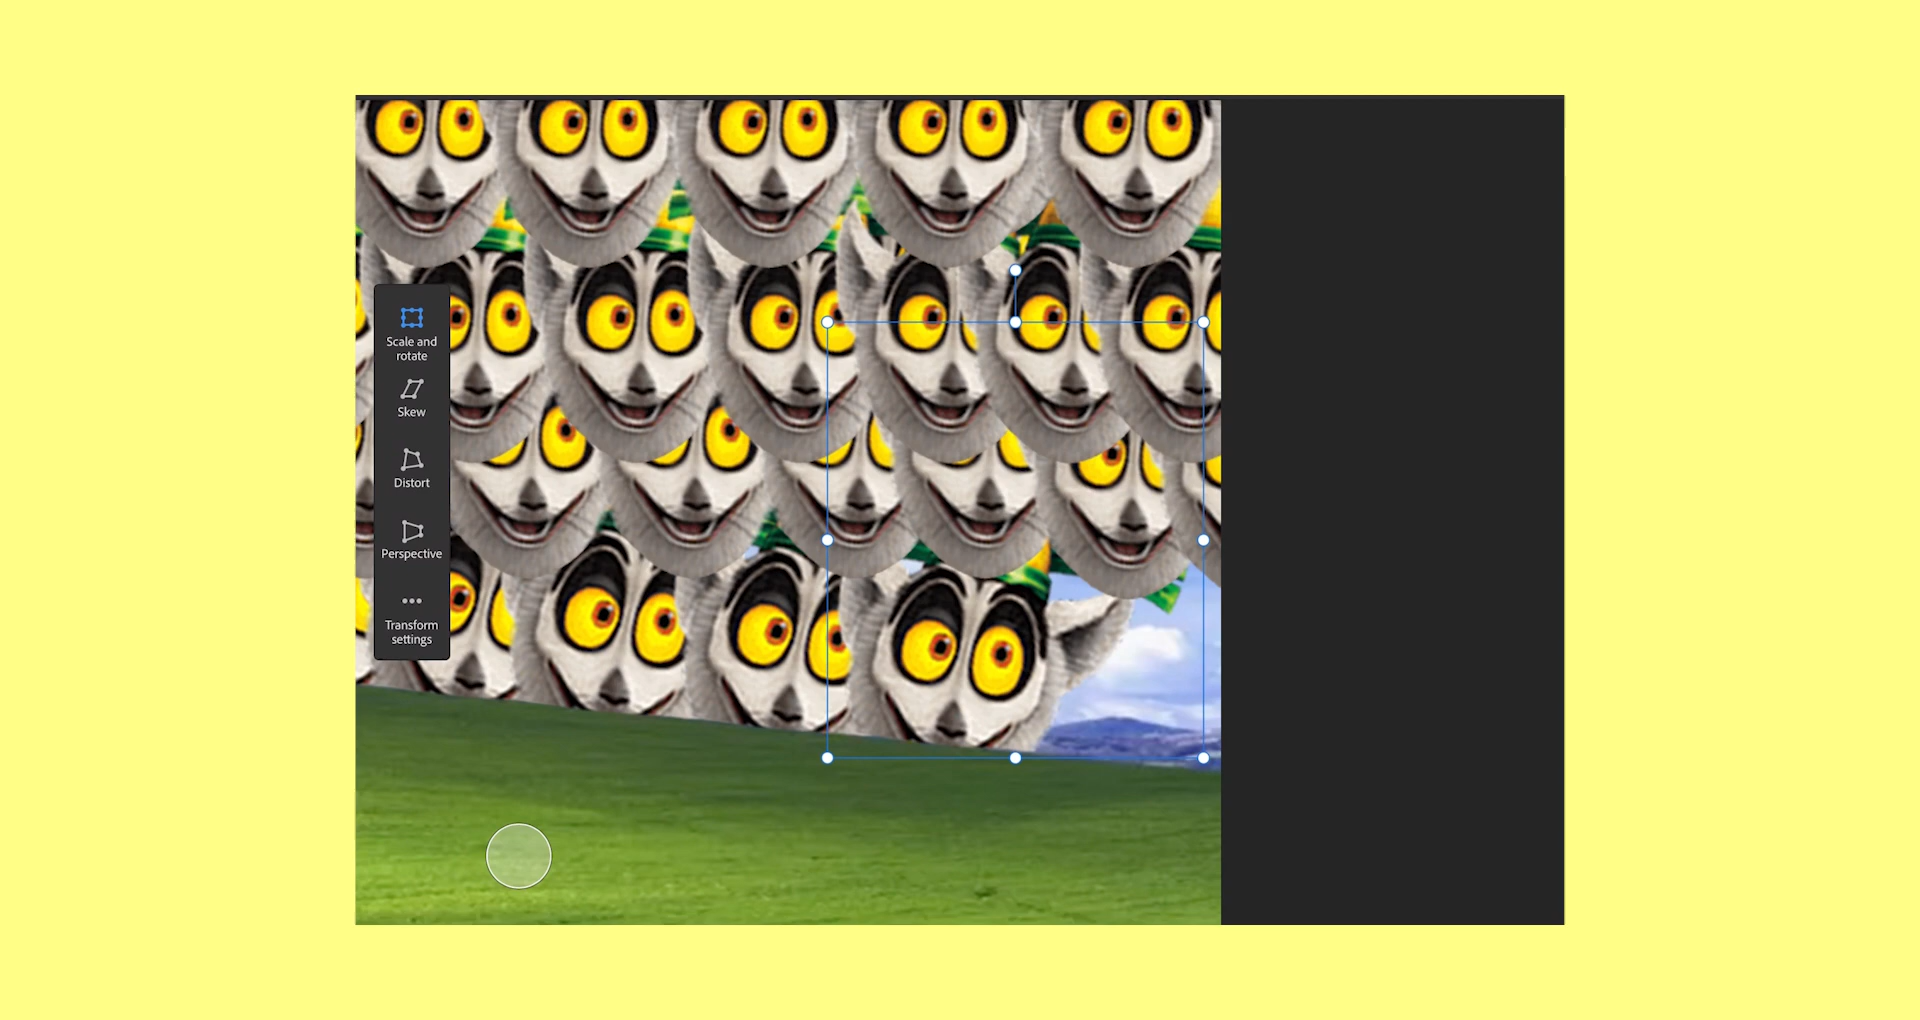 Scale and
rotate
Skew
Distort
Perspective
Transform
settings